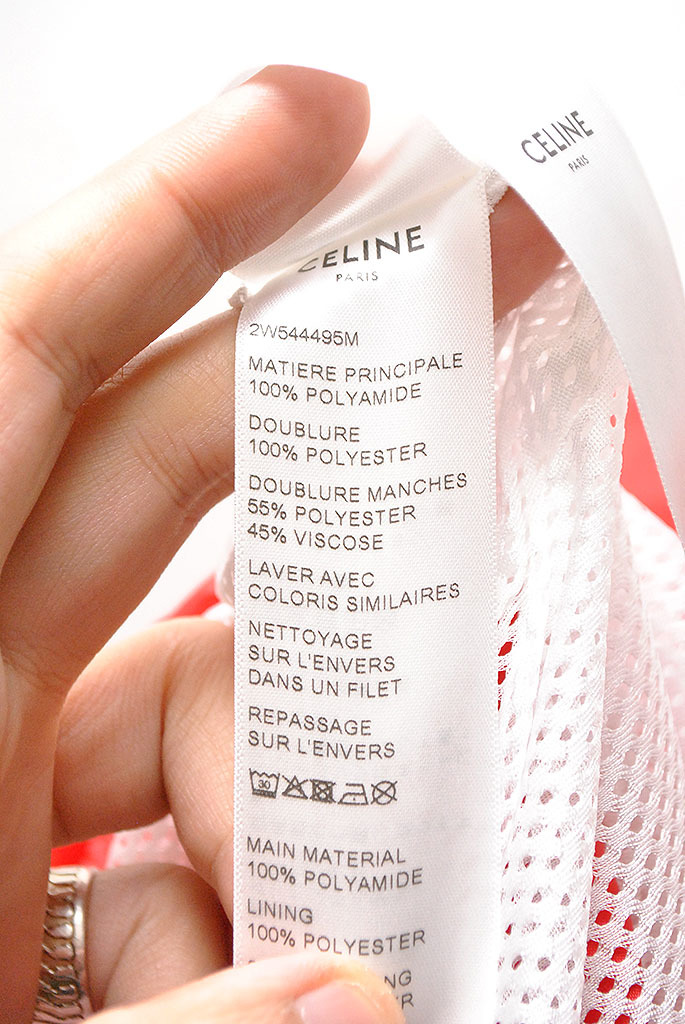 CELINE
PARIS
CELINE
PARIS
2W544495M
MATIERE PRINCIPALE
100% POLYAMIDE
DOUBLURE
100% POLYESTER
DOUBLURE MANCHES
55% POLYESTER
45% VISCOSE
LAVER AVEC
COLORIS SIMILAIRES
NETTOYAGE
SUR L'ENVERS
DANS UN FILET
REPASSAGE
SUR L'ENVERS
30
MAIN MATERIAL
100% POLYAMIDE
LINING
100% POLYESTER